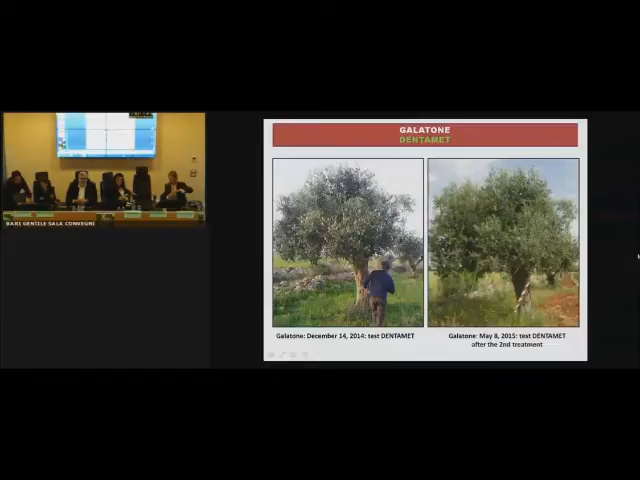 GALATONE
DENTAMET
BARI GENTILE SALA CONVEGNI
Galatone: December 14, 2014: test DENTAMET
Galatone: May 8, 2015: test DENTAMET
after the 2nd treatment